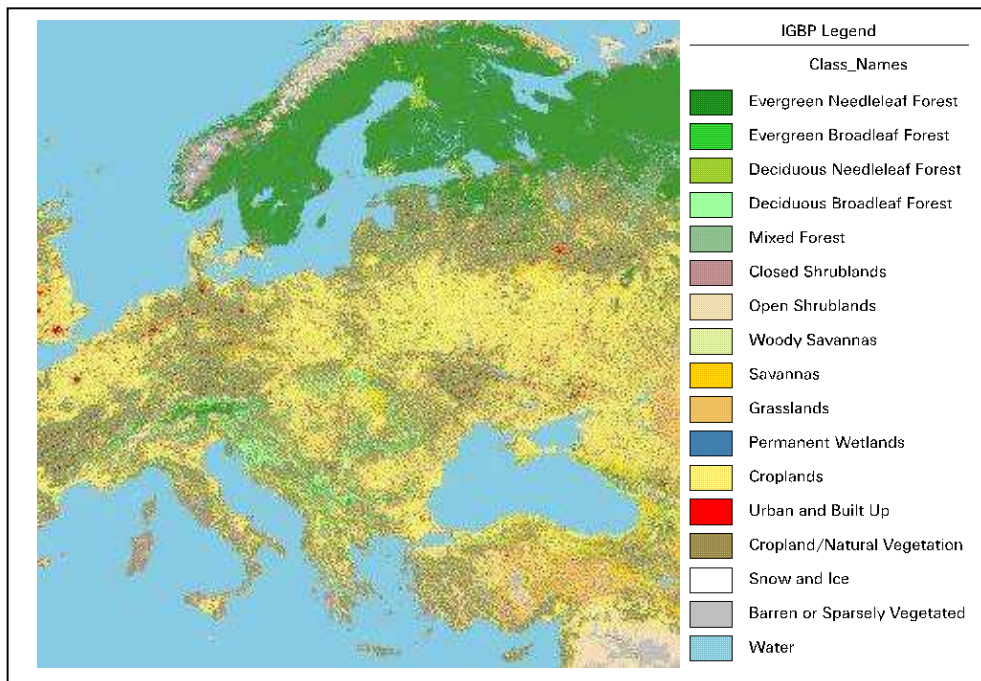 IGBP Legend
Class_Names
Evergreen Needleleaf Forest
Evergreen Broadleaf Forest
Deciduous Needleleaf Forest
Deciduous Broadleaf Forest
Mixed Forest
Closed Shrublands
Open Shrublands
Woody Savannas
Savannas
Grasslands
Permanent Wetlands
Croplands
Urban and Built Up
Cropland/Natural Vegetation
Snow and Ice
Barren or Sparsely Vegetated
Water